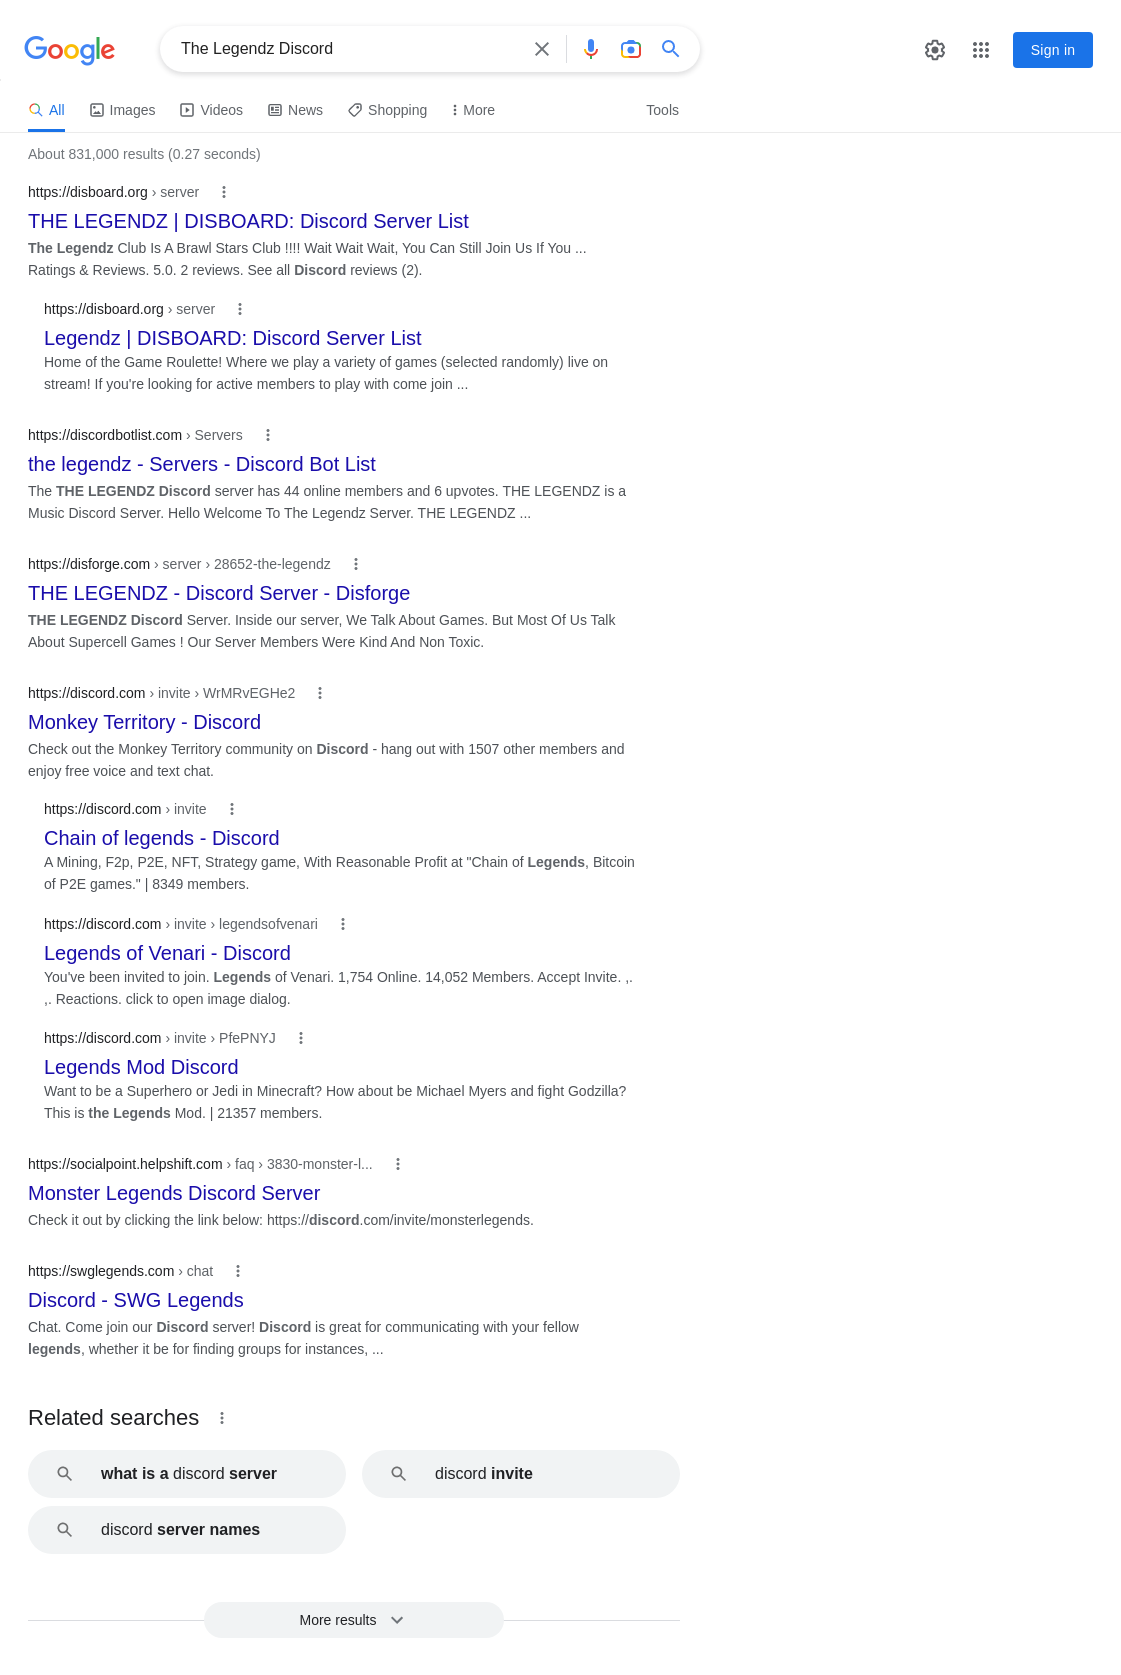 Google
The Legendz Discord
Sign in
All
Images
Videos
News
Shopping
More
Tools
About 831,000 results (0.27 seconds)
https://disboard.org › server
THE LEGENDZ | DISBOARD: Discord Server List
The Legendz Club Is A Brawl Stars Club !!!! Wait Wait Wait, You Can Still Join Us If You ...
Ratings & Reviews. 5.0. 2 reviews. See all Discord reviews (2).
https://disboard.org › server
Legendz | DISBOARD: Discord Server List
Home of the Game Roulette! Where we play a variety of games (selected randomly) live on
stream! If you're looking for active members to play with come join ...
https://discordbotlist.com › Servers
the legendz - Servers - Discord Bot List
The THE LEGENDZ Discord server has 44 online members and 6 upvotes. THE LEGENDZ is a
Music Discord Server. Hello Welcome To The Legendz Server. THE LEGENDZ ...
https://disforge.com › server › 28652-the-legendz
THE LEGENDZ - Discord Server - Disforge
THE LEGENDZ Discord Server. Inside our server, We Talk About Games. But Most Of Us Talk
About Supercell Games ! Our Server Members Were Kind And Non Toxic.
https://discord.com › invite › WrMRvEGHe2
Monkey Territory - Discord
Check out the Monkey Territory community on Discord - hang out with 1507 other members and
enjoy free voice and text chat.
https://discord.com › invite
Chain of legends - Discord
A Mining, F2p, P2E, NFT, Strategy game, With Reasonable Profit at "Chain of Legends, Bitcoin
of P2E games." | 8349 members.
https://discord.com › invite › legendsofvenari
Legends of Venari - Discord
You've been invited to join. Legends of Venari. 1,754 Online. 14,052 Members. Accept Invite. ,.
,. Reactions. click to open image dialog.
https://discord.com › invite › PfePNYJ
Legends Mod Discord
Want to be a Superhero or Jedi in Minecraft? How about be Michael Myers and fight Godzilla?
This is the Legends Mod. | 21357 members.
https://socialpoint.helpshift.com › faq › 3830-monster-l...
Monster Legends Discord Server
Check it out by clicking the link below: https://discord.com/invite/monsterlegends.
https://swglegends.com › chat
Discord - SWG Legends
Chat. Come join our Discord server! Discord is great for communicating with your fellow
legends, whether it be for finding groups for instances, ...
Related searches
what is a discord server
discord invite
discord server names
More results